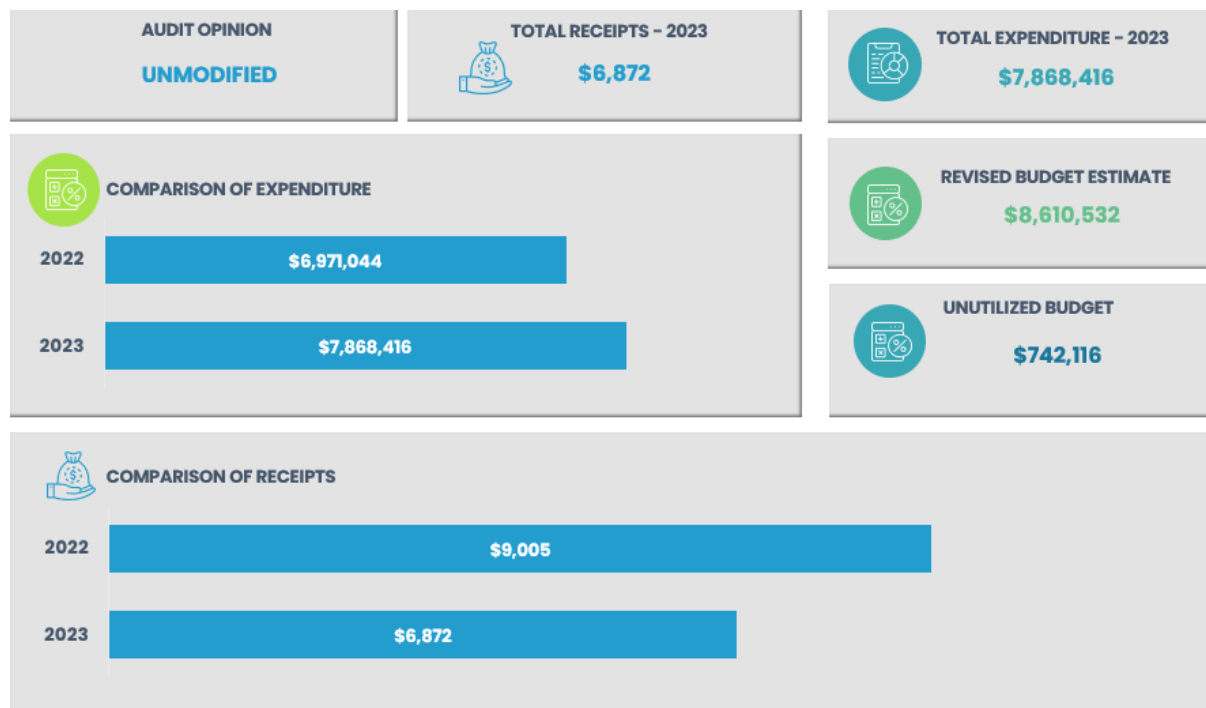 AUDIT OPINION
UNMODIFIED
TOTAL RECEIPTS - 2023
$6,872
TOTAL EXPENDITURE - 2023
$7,868,416
COMPARISON OF EXPENDITURE
2022
$6,971,044
2023
$7,868,416
REVISED BUDGET ESTIMATE
$8,610,532
UNUTILIZED BUDGET
$742,116
COMPARISON OF RECEIPTS
2022
$9,005
2023
$6,872